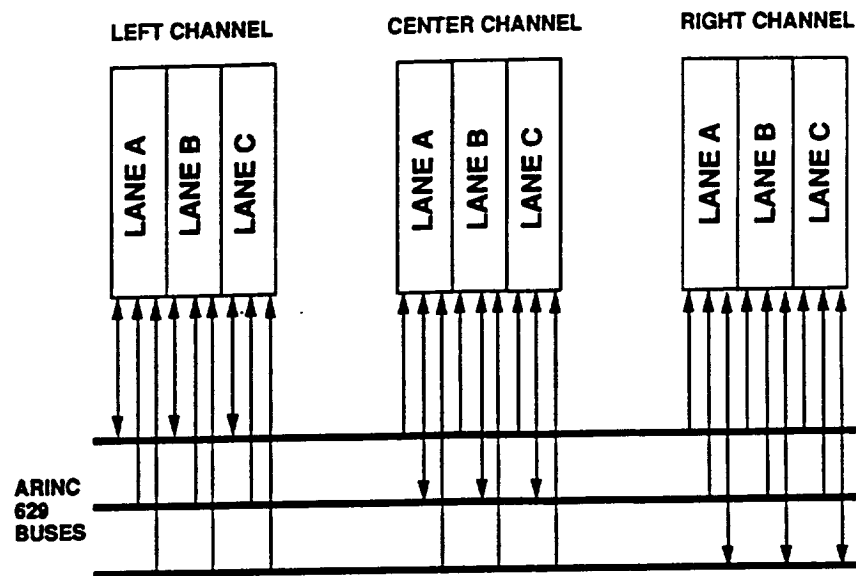 LEFT CHANNEL
CENTER CHANNEL
RIGHT CHANNEL
LANE A
LANE B
LANE C
LANE A
LANE B
LANE C
LANE A
LANE B
LANE C
ARINC
629
BUSES